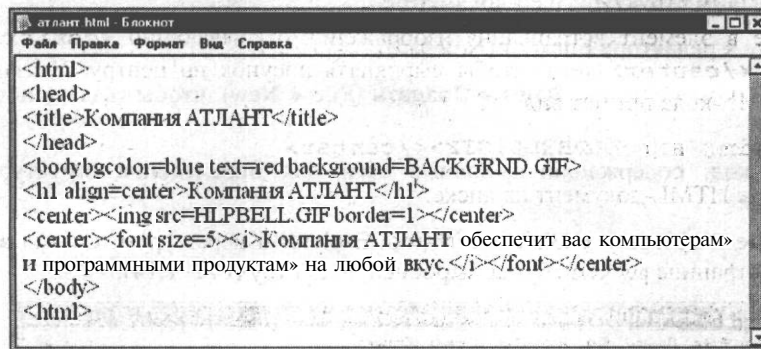 атлант html - Блокнот
Файл Правка Формат Вид Справка
<html>
<head>
<title>Компания АТЛАНТ</title>
</head>
<bodybgcolor=blue text=red background=BACKGRND.GIF>
<h1 align=center>Компания АТЛАНТ</h1>
<center><img src=HLPBELL.GIF border=1></center>
<center><font size=5><i>Компания АТЛАНТ обеспечит вас компьютерам»
и программными продуктам» на любой вкус.</i></font></center>
</body>
<html>